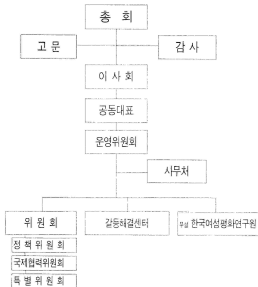 총 회
고 문
감 사
이 사 회
공동대표
운영위원회
사무처
위 원 회
갈등해결센터
부설 한국여성평화연구원
정 책 위 원 회
국제협력위원회
특 별 위 원 회